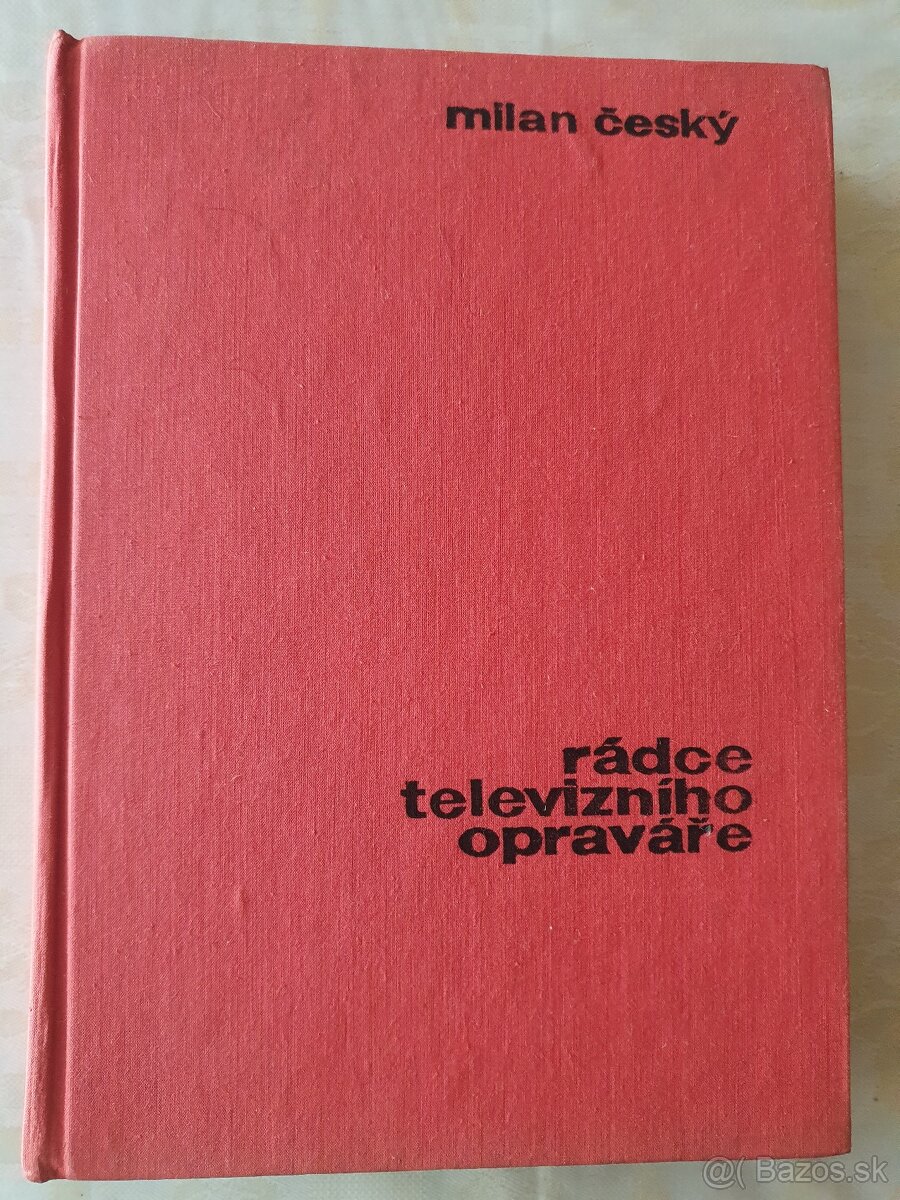 milan český
rádce
televizního
opraváře
@( Bazos.sk